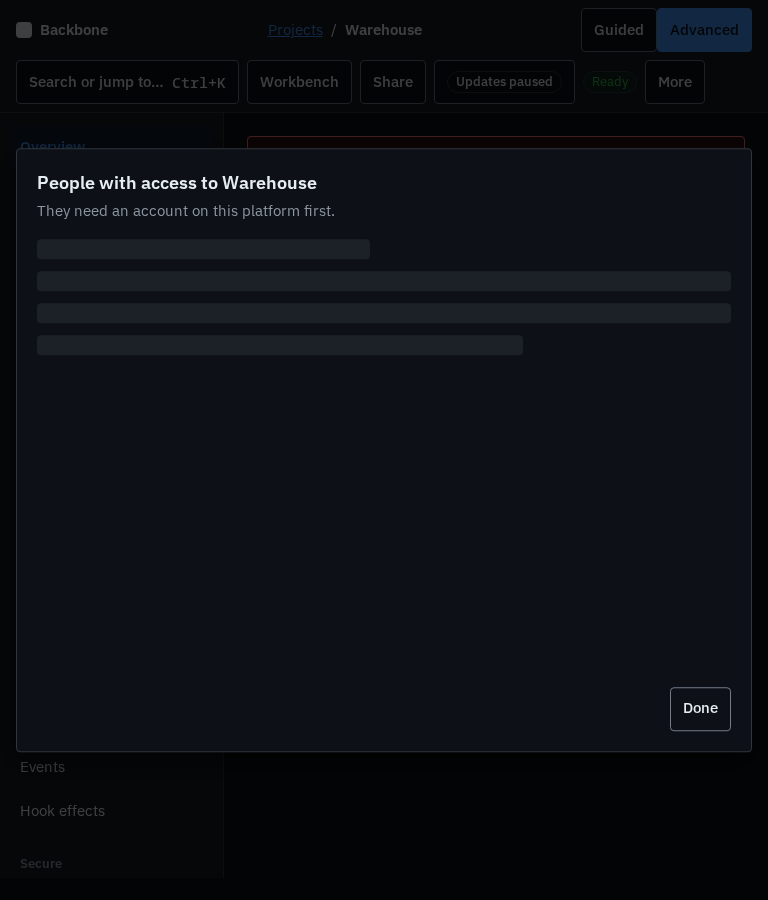 Backbone
Projects / Warehouse
Guided
Advanced
Search or jump to... Ctrl+K
Workbench
Share
Updates paused
Ready
More
Overview
People with access to Warehouse
They need an account on this platform first.
Done
Events
Hook effects
Secure